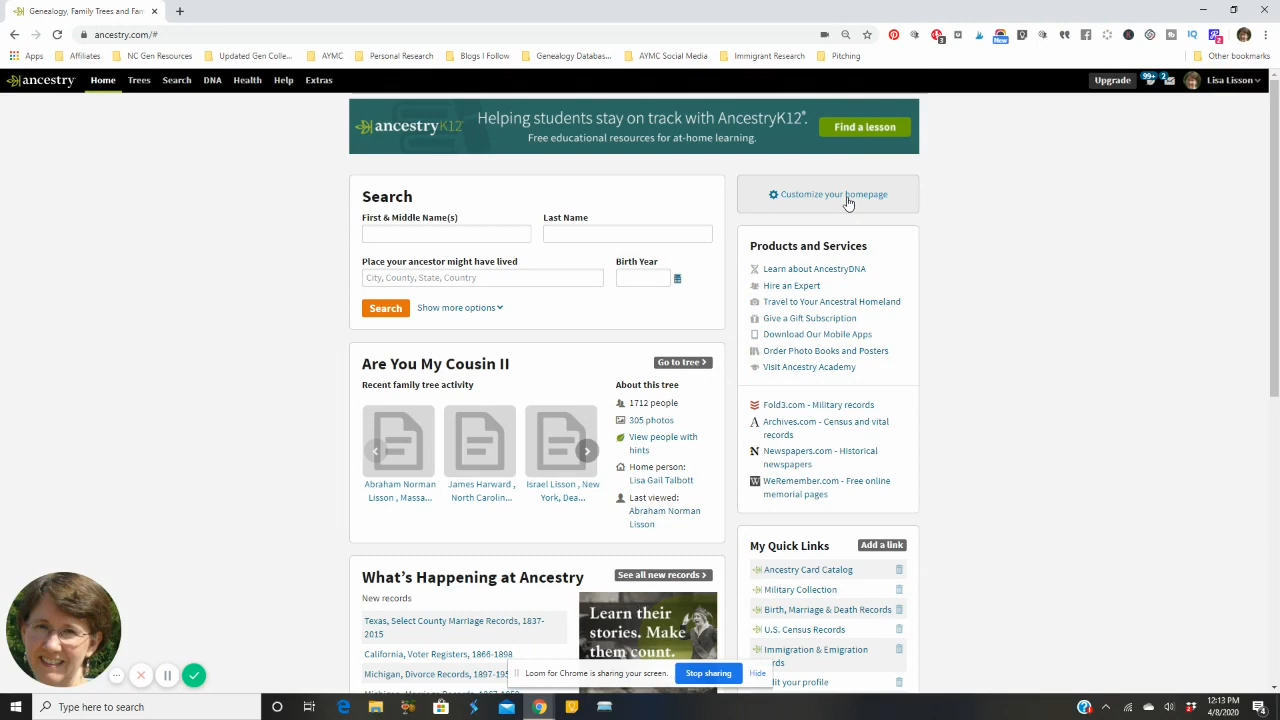 Genealogy, Family Trees and Fam
ancestry.com/#
3
New
2
Apps
Affiliates
NC Gen Resources
Updated Gen Colle...
AYMC
Personal Research
Blogs I Follow
Genealogy Databas...
AYMC Social Media
Immigrant Research
Pitching
Other bookmarks
ancestry
Home
Trees
Search
DNA
Health
Help
Extras
Upgrade
99+
2
Lisa Lisson
ancestryK12
Helping students stay on track with AncestryK12®.
Free educational resources for at-home learning.
Find a lesson
Search
First & Middle Name(s)
Last Name
Place your ancestor might have lived
Birth Year
City, County, State, Country
Search
Show more options
Customize your homepage
Products and Services
Learn about AncestryDNA
Hire an Expert
Travel to Your Ancestral Homeland
Give a Gift Subscription
Download Our Mobile Apps
Order Photo Books and Posters
Visit Ancestry Academy
Fold3.com - Military records
Archives.com - Census and vital
records
Newspapers.com - Historical
newspapers
WeRemember.com - Free online
memorial pages
Are You My Cousin II
Go to tree >
Recent family tree activity
About this tree
1712 people
305 photos
View people with
hints
Home person:
Lisa Gail Talbott
Last viewed:
Abraham Norman
Lisson
Abraham Norman
Lisson , Massa...
James Harward ,
North Carolin...
Israel Lisson , New
York, Dea...
My Quick Links
Add a link
Ancestry Card Catalog
Military Collection
Birth, Marriage & Death Records
U.S. Census Records
Immigration & Emigration
What's Happening at Ancestry
See all new records >
New records
Texas, Select County Marriage Records, 1837-
2015
California, Voter Registers, 1866-1898
Michigan, Divorce Records, 1897-195
Learn their
stories. Make
them count.
Loom for Chrome is sharing your screen.
Stop sharing
Hide
Type here to search
12:13 PM
4/8/2020
4